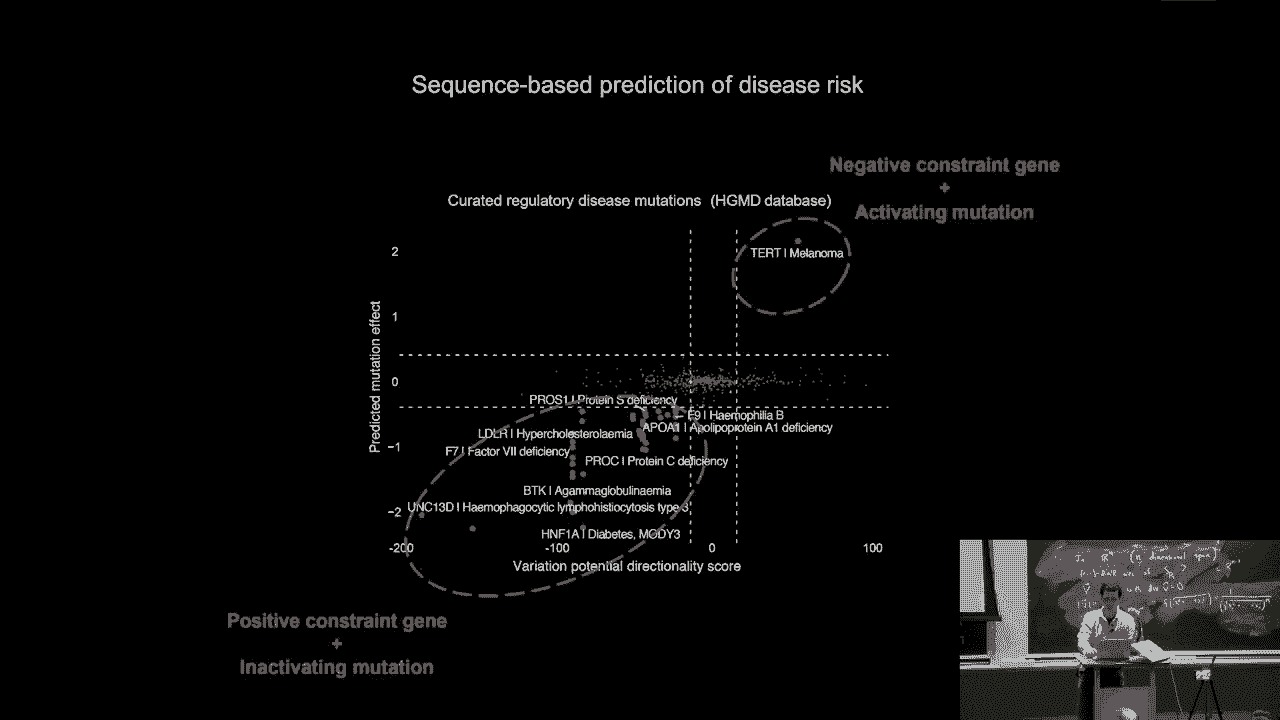 Sequence-based prediction of disease risk
Negative constraint gene
+
Activating mutation
Curated regulatory disease mutations (HGMD database)
2
TERT | Melanoma
1
Predicted mutation effect
0
PROS1 | Protein S deficiency
F9 | Haemophilia B
APOA1 | Apolipoprotein A1 deficiency
LDLR | Hypercholesterolaemia
−1
F7 | Factor VII deficiency
PROC | Protein C deficiency
BTK | Agammaglobulinaemia
UNC13D | Haemophagocytic lymphohistiocytosis type 3
−2
HNF1A | Diabetes, MODY3
-200
-100
0
100
Variation potential directionality score
Positive constraint gene
+
Inactivating mutation